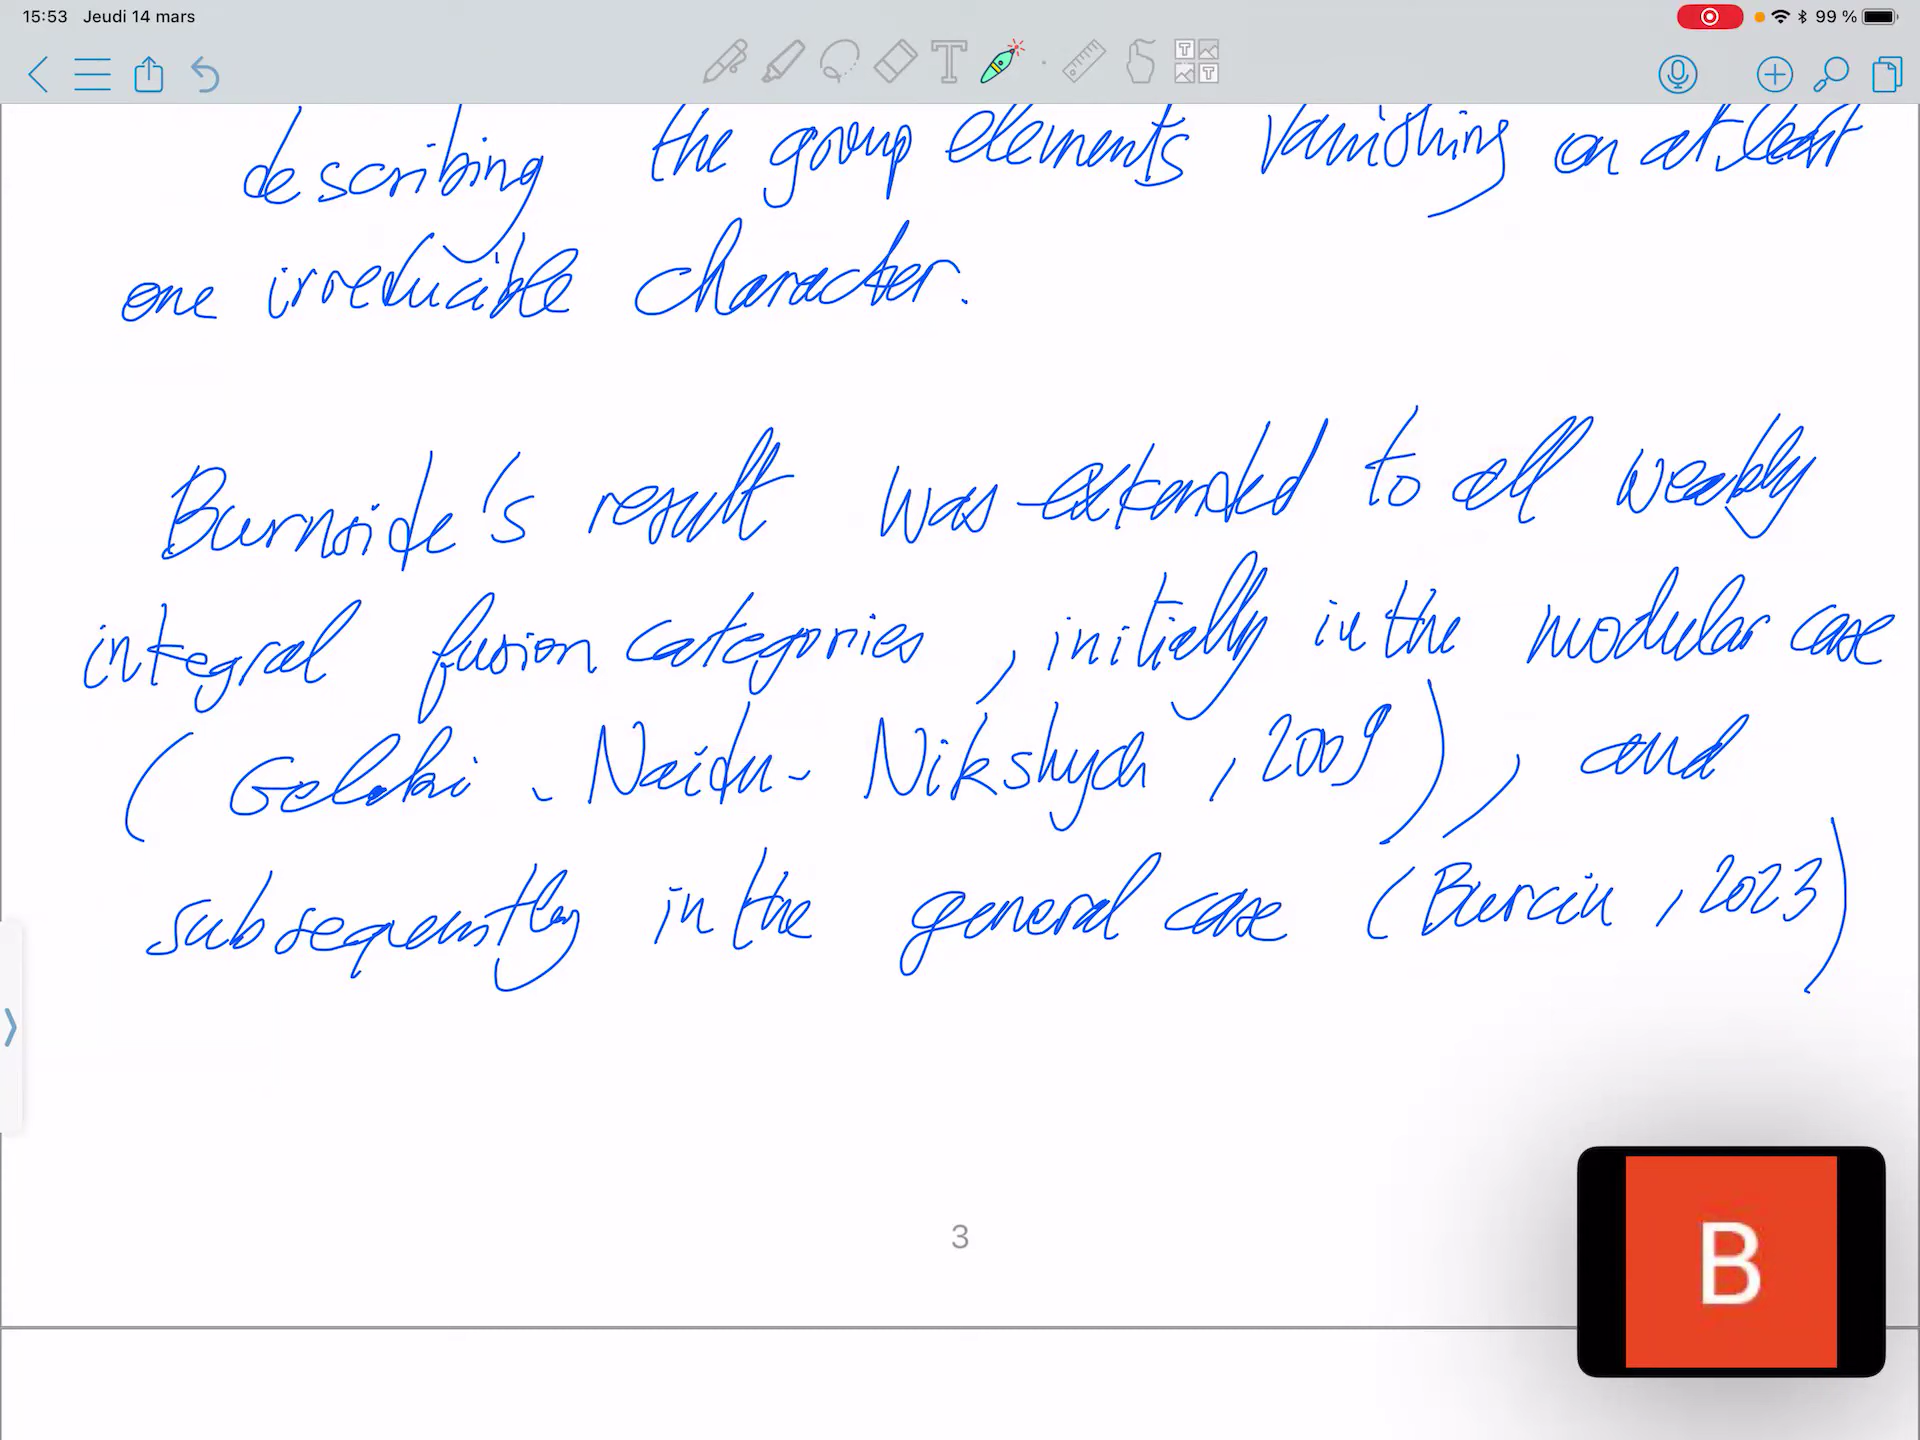 15:53 Jeudi 14 mars 99 %
describing the group elements vanishing on at least
one irreducible character.
Burnside's result was extended to all weakly
integral fusion categories, initially in the modular case
(Gelaki - Naidu - Nikshych, 2009), and
subsequently in the general case (Burciu, 2023)
3
B